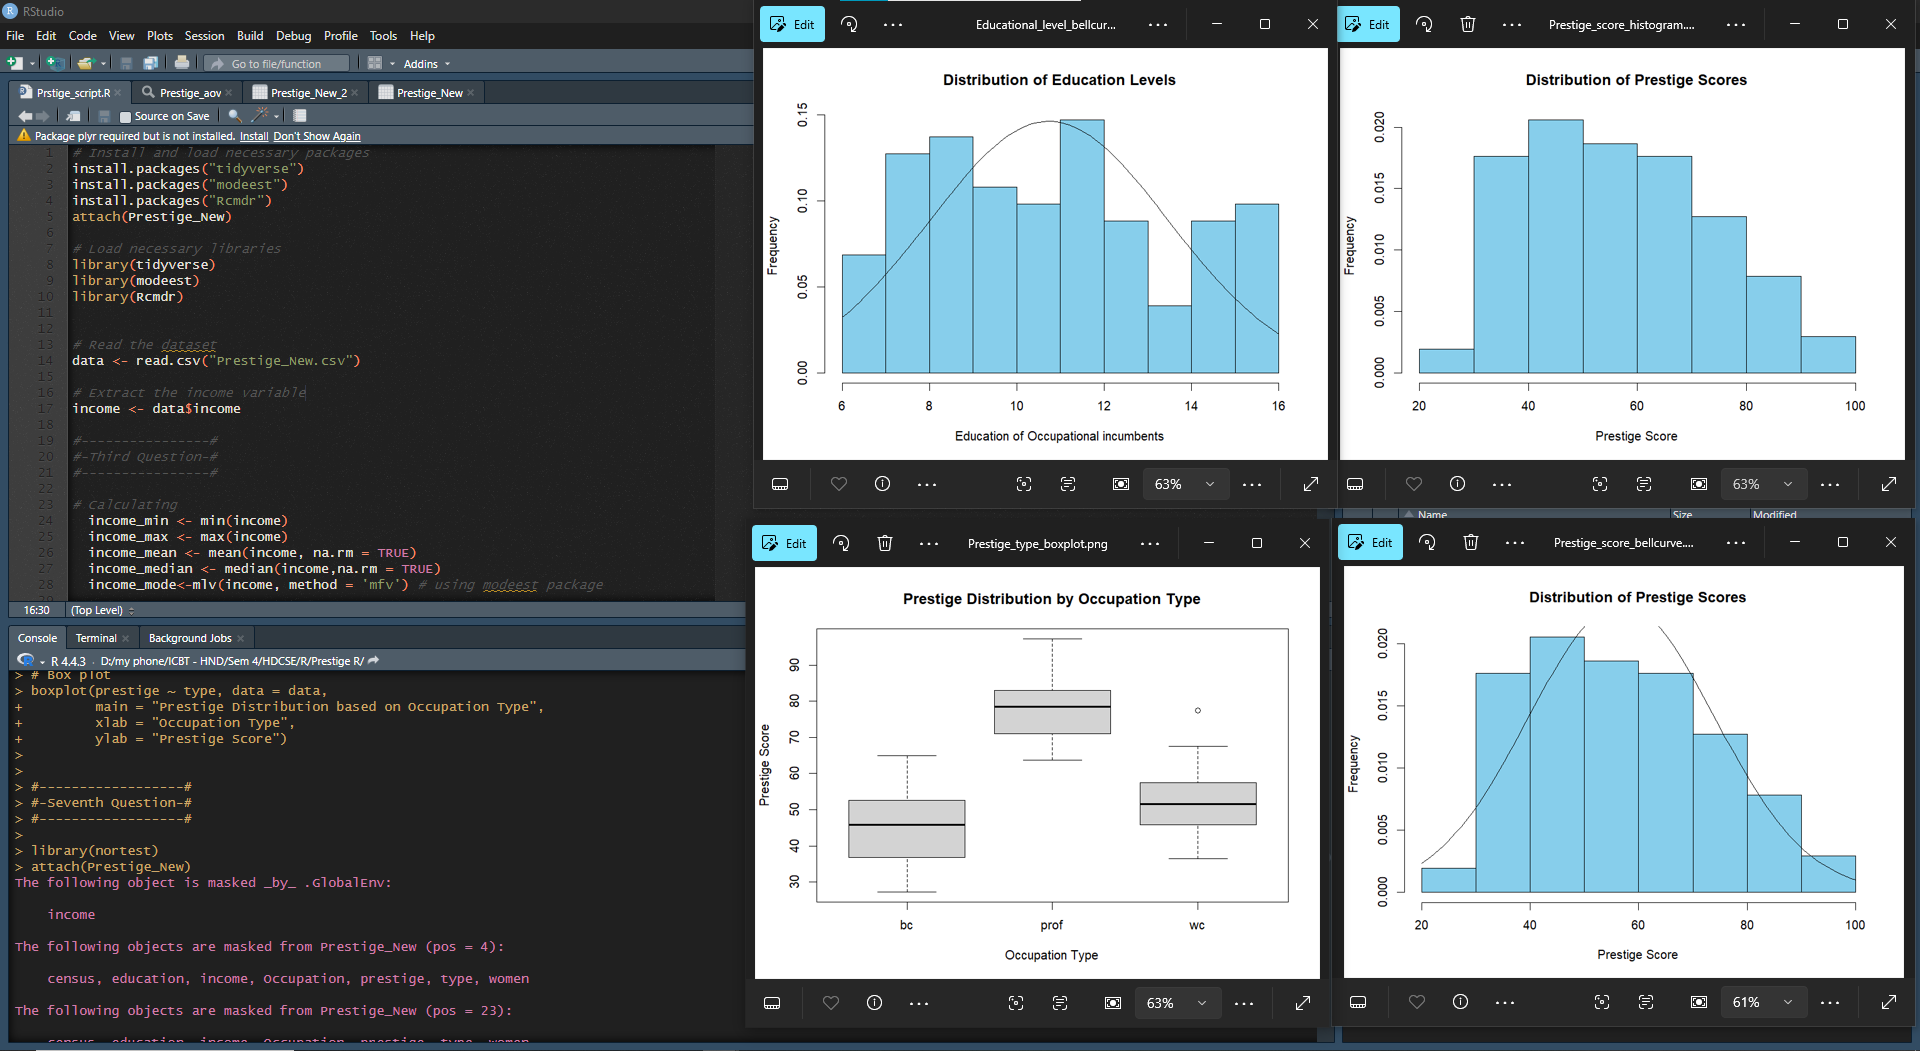 RStudio
File Edit Code View Plots Session Build Debug Profile Tools Help
Go to file/function
Addins
Prstige_script.R
Prestige_aov
Prestige_New_2
Prestige_New
Source on Save
Package plyr required but is not installed. Install Don't Show Again
1 # Install and load necessary packages
2 install.packages("tidyverse")
3 install.packages("modeest")
4 install.packages("Rcmdr")
5 attach(Prestige_New)
6
7 # Load necessary libraries
8 library(tidyverse)
9 library(modeest)
10 library(Rcmdr)
11
12
13 # Read the dataset
14 data <- read.csv("Prestige_New.csv")
15
16 # Extract the income variable
17 income <- data$income
18
19 #----------------#
20 #-Third Question-#
21 #----------------#
22
23 # Calculating
24 income_min <- min(income)
25 income_max <- max(income)
26 income_mean <- mean(income, na.rm = TRUE)
27 income_median <- median(income,na.rm = TRUE)
28 income_mode<-mlv(income, method = 'mfv') # using modeest package
29
16:30 (Top Level)
Console Terminal Background Jobs
R 4.4.3 · D:/my phone/ICBT - HND/Sem 4/HDCSE/R/Prestige R/
> # Box plot
> boxplot(prestige ~ type, data = data,
+ main = "Prestige Distribution based on Occupation Type",
+ xlab = "Occupation Type",
+ ylab = "Prestige Score")
>
>
> #------------------#
> #-Seventh Question-#
> #------------------#
>
> library(nortest)
> attach(Prestige_New)
The following object is masked _by_ .GlobalEnv:
income
The following objects are masked from Prestige_New (pos = 4):
census, education, income, Occupation, prestige, type, women
The following objects are masked from Prestige_New (pos = 23):
census, education, income, Occupation, prestige, type, women
Edit
Educational_level_bellcur...
Distribution of Education Levels
Frequency
0.15
0.10
0.05
0.00
6 8 10 12 14 16
Education of Occupational incumbents
63%
Edit
Prestige_score_histogram....
Distribution of Prestige Scores
Frequency
0.020
0.015
0.010
0.005
0.000
20 40 60 80 100
Prestige Score
63%
Name Size Modified
Edit
Prestige_type_boxplot.png
Prestige Distribution by Occupation Type
Prestige Score
90
80
70
60
50
40
30
bc prof wc
Occupation Type
63%
Edit
Prestige_score_bellcurve....
Distribution of Prestige Scores
Frequency
0.020
0.015
0.010
0.005
0.000
20 40 60 80 100
Prestige Score
61%